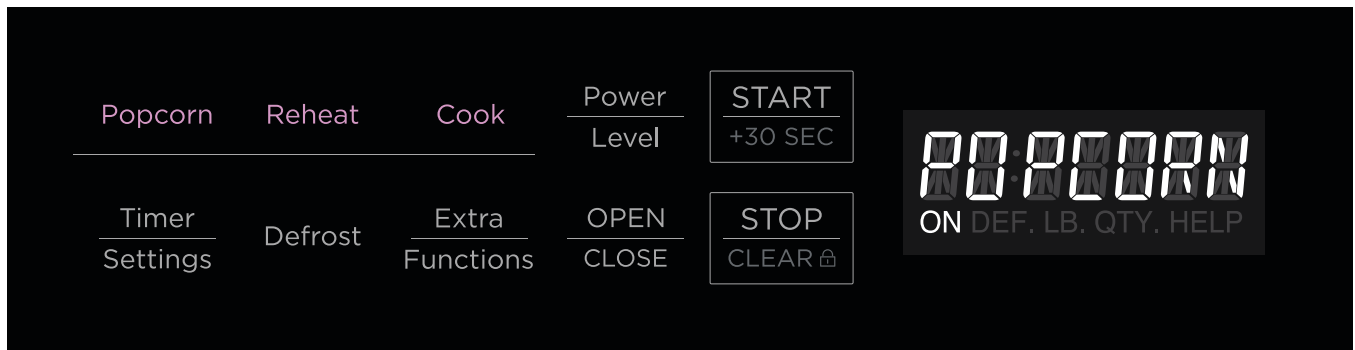 Popcorn Reheat Cook
Power
Level
START
+30 SEC
Timer
Settings
Defrost
Extra
Functions
OPEN
CLOSE
STOP
CLEAR
POPCORN
ON DEF. LB. QTY. HELP